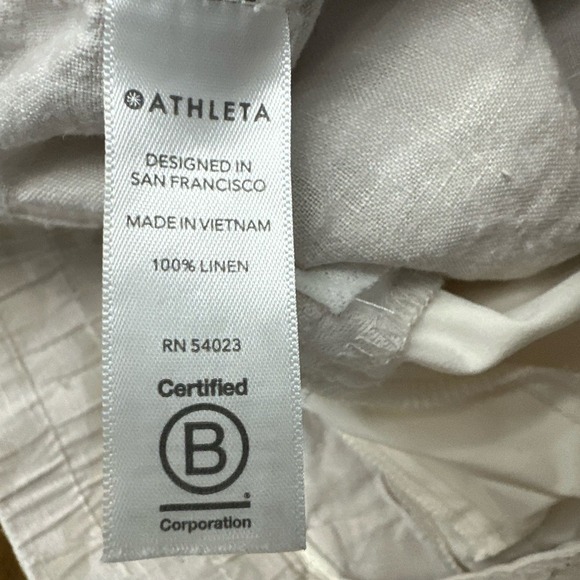 ATHLETA
DESIGNED IN
SAN FRANCISCO
MADE IN VIETNAM
100% LINEN
RN 54023
Certified
B
®
Corporation